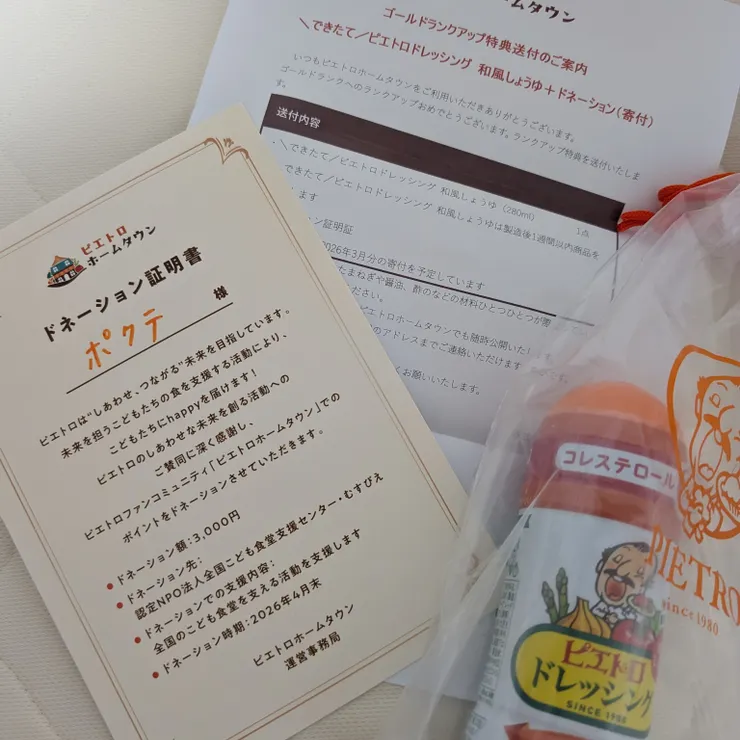 ームタウン
ゴールドランクアップ特典送付のご案内
＼できたて／ピエトロドレッシング 和風しょうゆ＋ドネーション(寄付)
いつもピエトロホームタウンをご利用いただきありがとうございます。
ゴールドランクへのランクアップおめでとうございます。ランクアップ特典を送付いたしま
す。
送付内容
・＼できたて／ピエトロドレッシング 和風しょうゆ（280ml） 1点
できたて／ピエトロドレッシング 和風しょうゆは製造後1週間以内商品を
します
ン証明証
2026年3月分の寄付を予定しています
たまねぎや醤油、酢のなどの材料ひとつひとつが
ください。
ピエトロホームタウンでも随時公開いた
のアドレスまでご連絡いただけます
くお願いいたします。
ピエトロ
ホームタウン
ドネーション証明書
ポクテ 様
ピエトロは“しあわせ、つながる”未来を目指しています。
未来を担うこどもたちの食を支援する活動により、
こどもたちにhappyを届けます！
ピエトロのしあわせな未来を創る活動への
ご賛同に深く感謝し、
ピエトロファンコミュニティ「ピエトロホームタウン」での
ポイントをドネーションさせていただきます。
●ドネーション額：3,000円
●ドネーション先：
認定NPO法人全国こども食堂支援センター・むすびえ
●ドネーションでの支援内容：
全国のこども食堂を支える活動を支援します
●ドネーション時期：2026年4月末
ピエトロホームタウン
運営事務局
コレステロール
PIETRO
since 1980
ピエトロ
ドレッシング
SINCE 1980